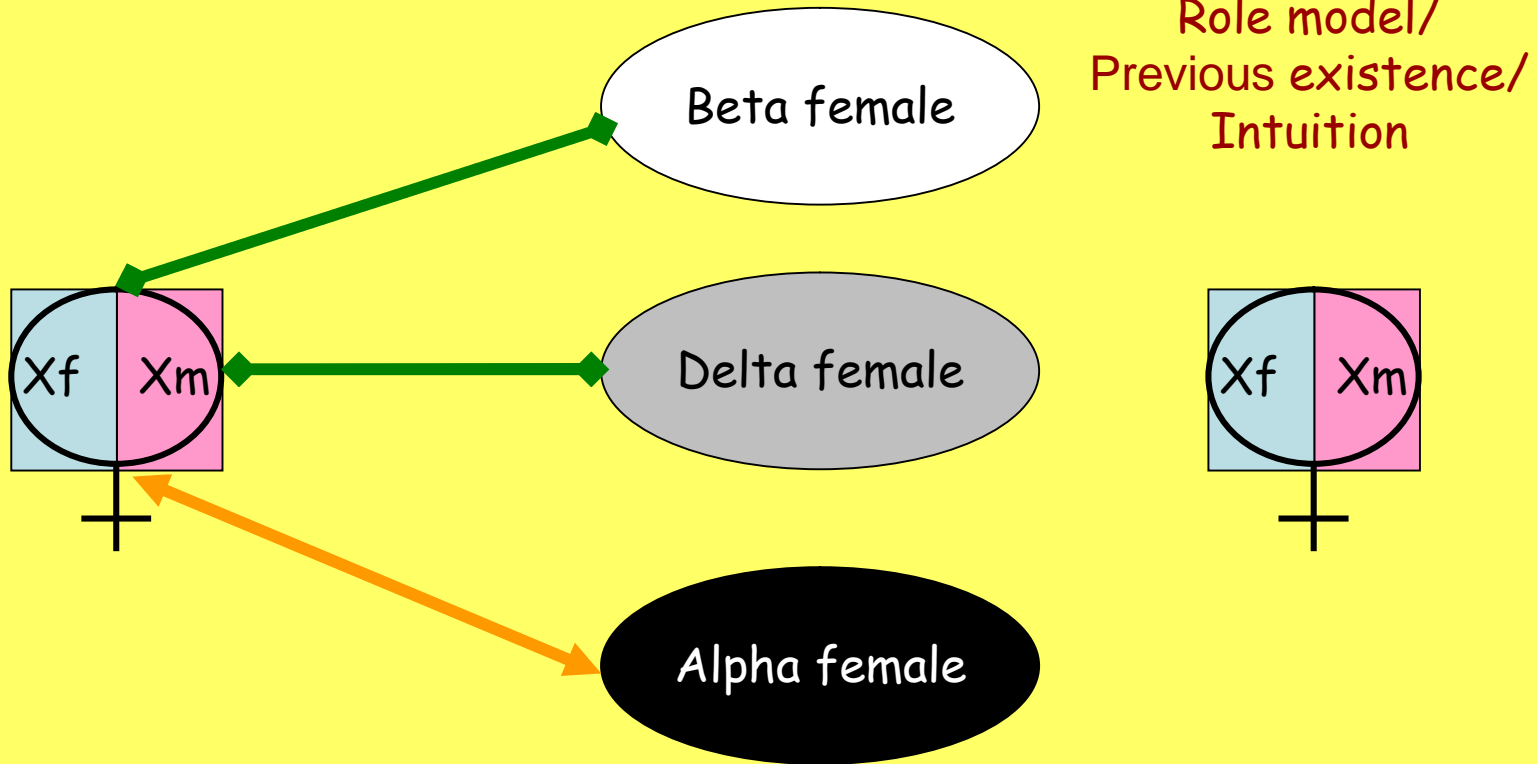 Role model/
Previous existence/
Intuition
Beta female
Xf Xm
Delta female
Xf Xm
Alpha female